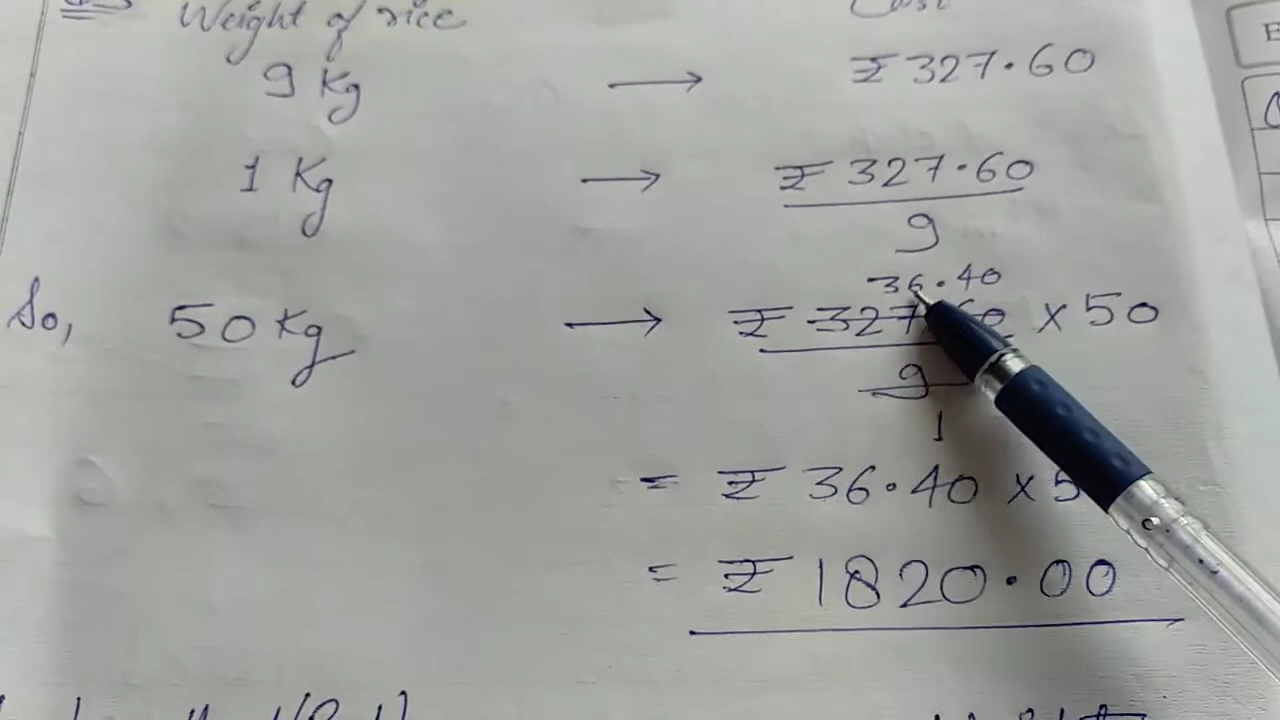 Weight of rice Cost
9 Kg → ₹ 327.60
1 Kg → ₹ 327.60
9
36.40
So, 50 Kg → ₹ 327.60 x 50
9
1
= ₹ 36.40 x 5
= ₹ 1820.00